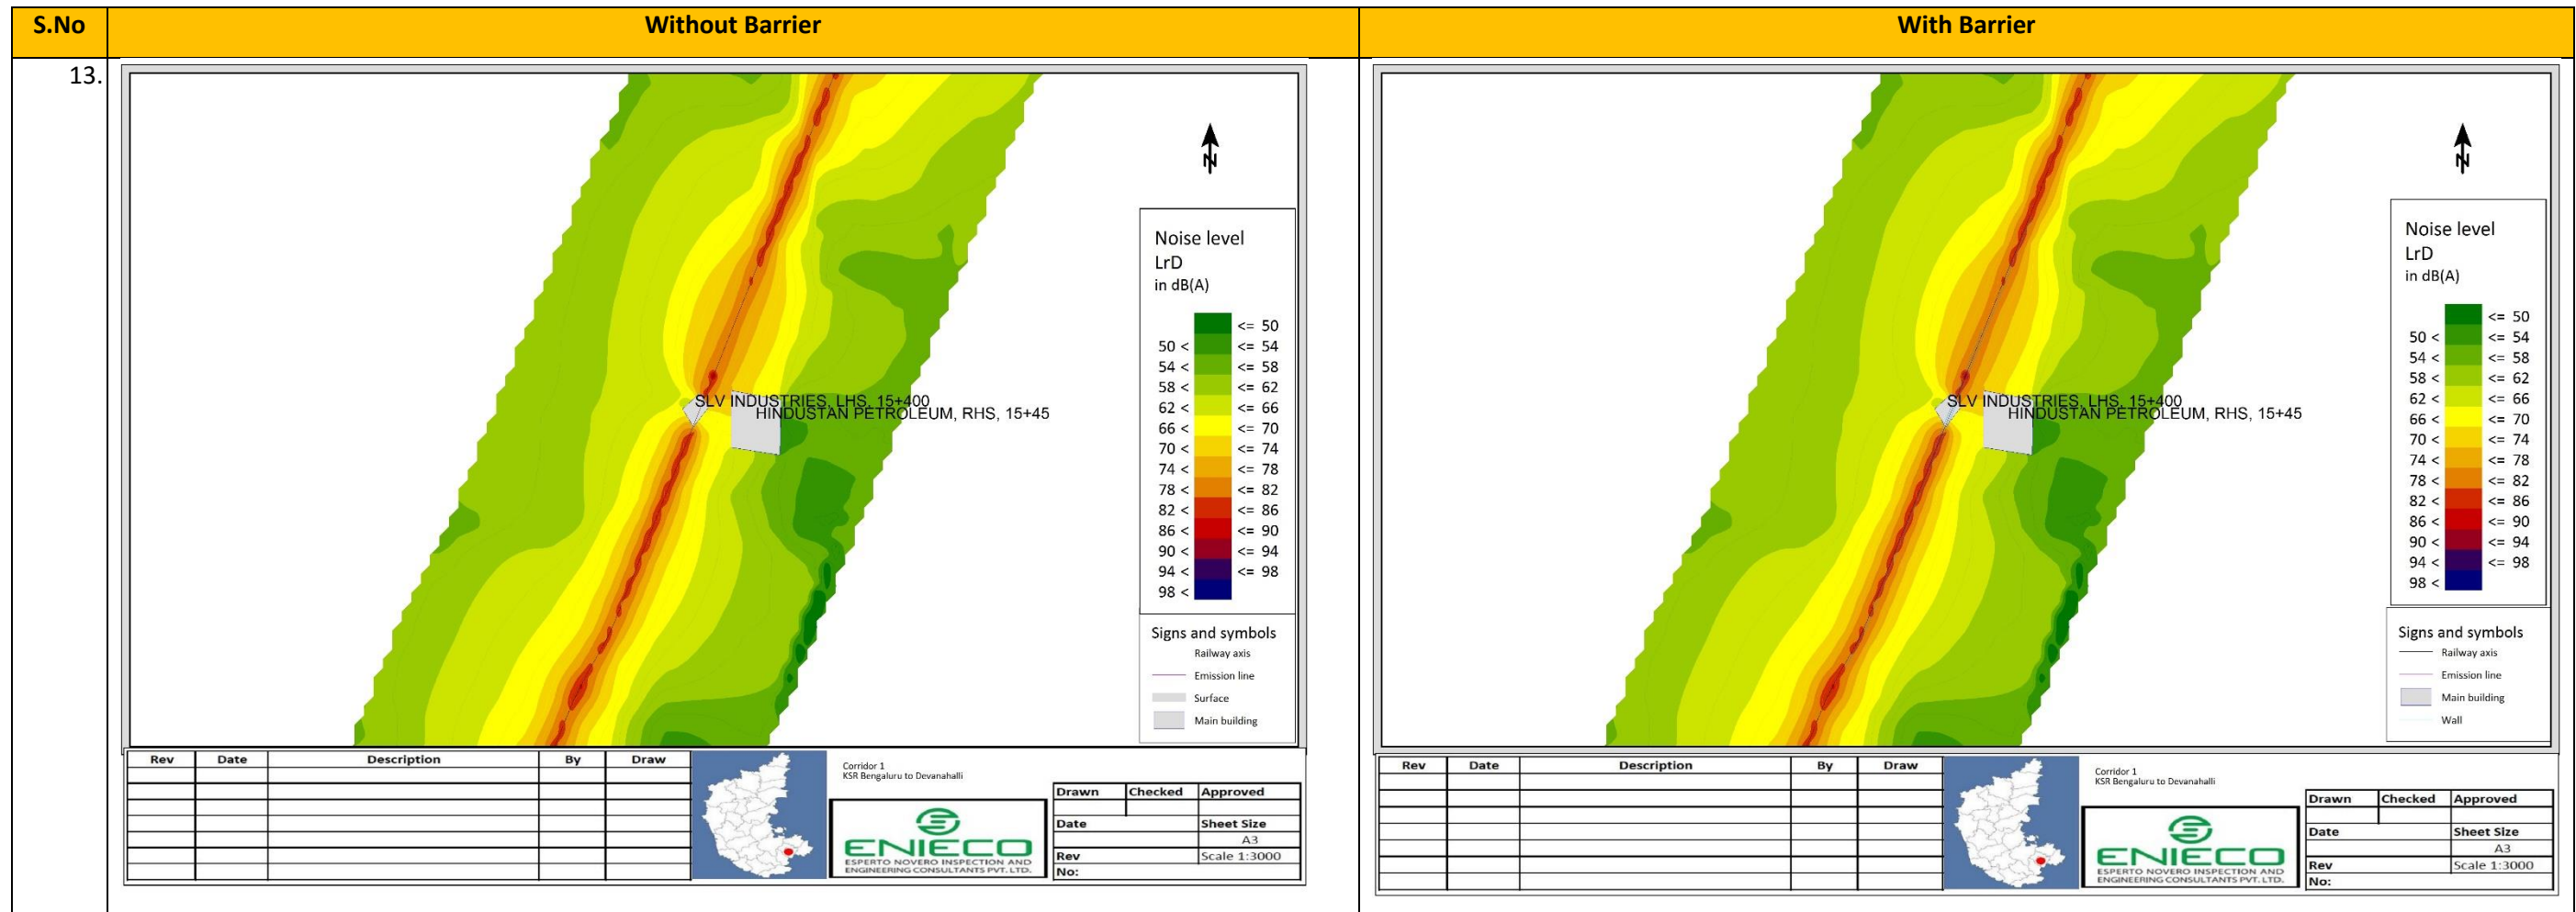 S.No Without Barrier With Barrier
13.
SLV INDUSTRIES, LHS, 15+400
HINDUSTAN PETROLEUM, RHS, 15+45
N
Noise level
LrD
in dB(A)
<= 50
50 < <= 54
54 < <= 58
58 < <= 62
62 < <= 66
66 < <= 70
70 < <= 74
74 < <= 78
78 < <= 82
82 < <= 86
86 < <= 90
90 < <= 94
94 < <= 98
98 <
Signs and symbols
Railway axis
Emission line
Surface
Main building
Rev Date Description By Draw
Corridor 1
KSR Bengaluru to Devanahalli
ENIECO
ESPERTO NOVERO INSPECTION AND
ENGINEERING CONSULTANTS PVT. LTD.
Drawn Checked Approved
Date Sheet Size
A3
Rev Scale 1:3000
No:
SLV INDUSTRIES, LHS, 15+400
HINDUSTAN PETROLEUM, RHS, 15+45
N
Noise level
LrD
in dB(A)
<= 50
50 < <= 54
54 < <= 58
58 < <= 62
62 < <= 66
66 < <= 70
70 < <= 74
74 < <= 78
78 < <= 82
82 < <= 86
86 < <= 90
90 < <= 94
94 < <= 98
98 <
Signs and symbols
Railway axis
Emission line
Main building
Wall
Rev Date Description By Draw
Corridor 1
KSR Bengaluru to Devanahalli
ENIECO
ESPERTO NOVERO INSPECTION AND
ENGINEERING CONSULTANTS PVT. LTD.
Drawn Checked Approved
Date Sheet Size
A3
Rev Scale 1:3000
No: